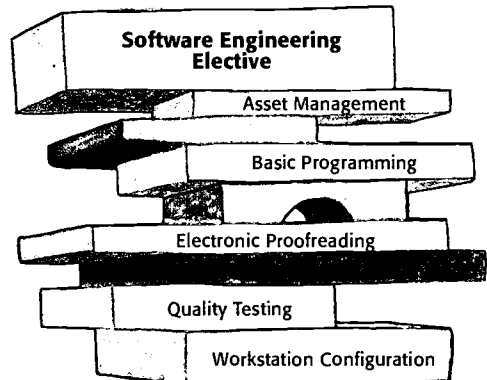 Software Engineering
Elective
Asset Management
Basic Programming
Electronic Proofreading
Quality Testing
Workstation Configuration